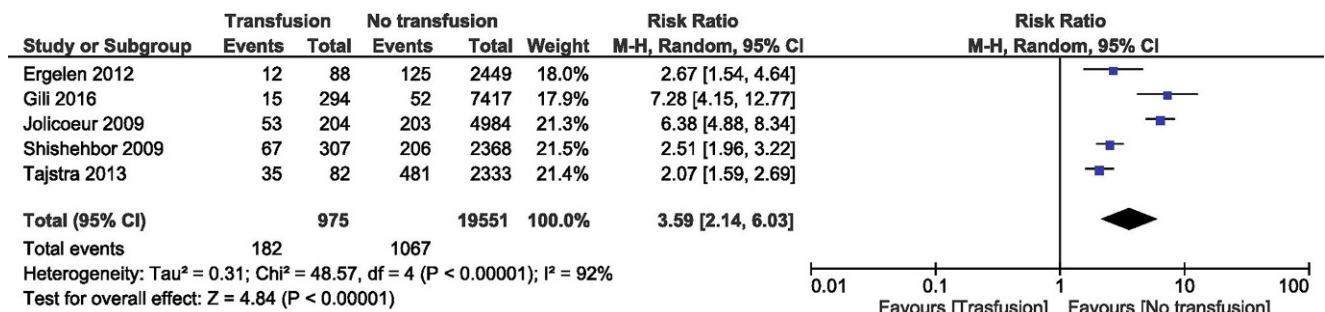 Transfusion No transfusion Risk Ratio Risk Ratio
Study or Subgroup Events Total Events Total Weight M-H, Random, 95% CI M-H, Random, 95% CI
Ergelen 2012 12 88 125 2449 18.0% 2.67 [1.54, 4.64]
Gili 2016 15 294 52 7417 17.9% 7.28 [4.15, 12.77]
Jolicoeur 2009 53 204 203 4984 21.3% 6.38 [4.88, 8.34]
Shishehbor 2009 67 307 206 2368 21.5% 2.51 [1.96, 3.22]
Tajstra 2013 35 82 481 2333 21.4% 2.07 [1.59, 2.69]
Total (95% CI) 975 19551 100.0% 3.59 [2.14, 6.03]
Total events 182 1067
Heterogeneity: Tau² = 0.31; Chi² = 48.57, df = 4 (P < 0.00001); I² = 92%
Test for overall effect: Z = 4.84 (P < 0.00001)
0.01 0.1 1 10 100
Favours [Trasfusion] Favours [No transfusion]